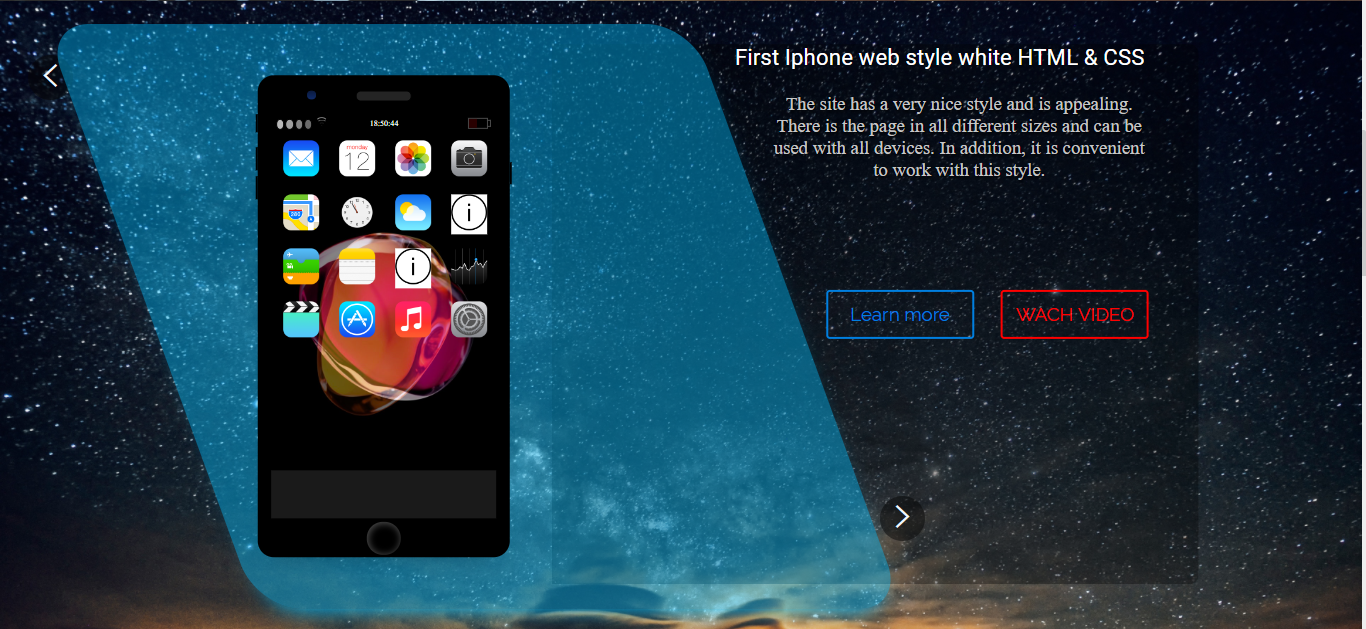 First Iphone web style white HTML & CSS
The site has a very nice style and is appealing.
There is the page in all different sizes and can be
used with all devices. In addition, it is convenient
to work with this style.
18:50:44
monday
12
280
i
i
Learn more.
WACH VIDEO